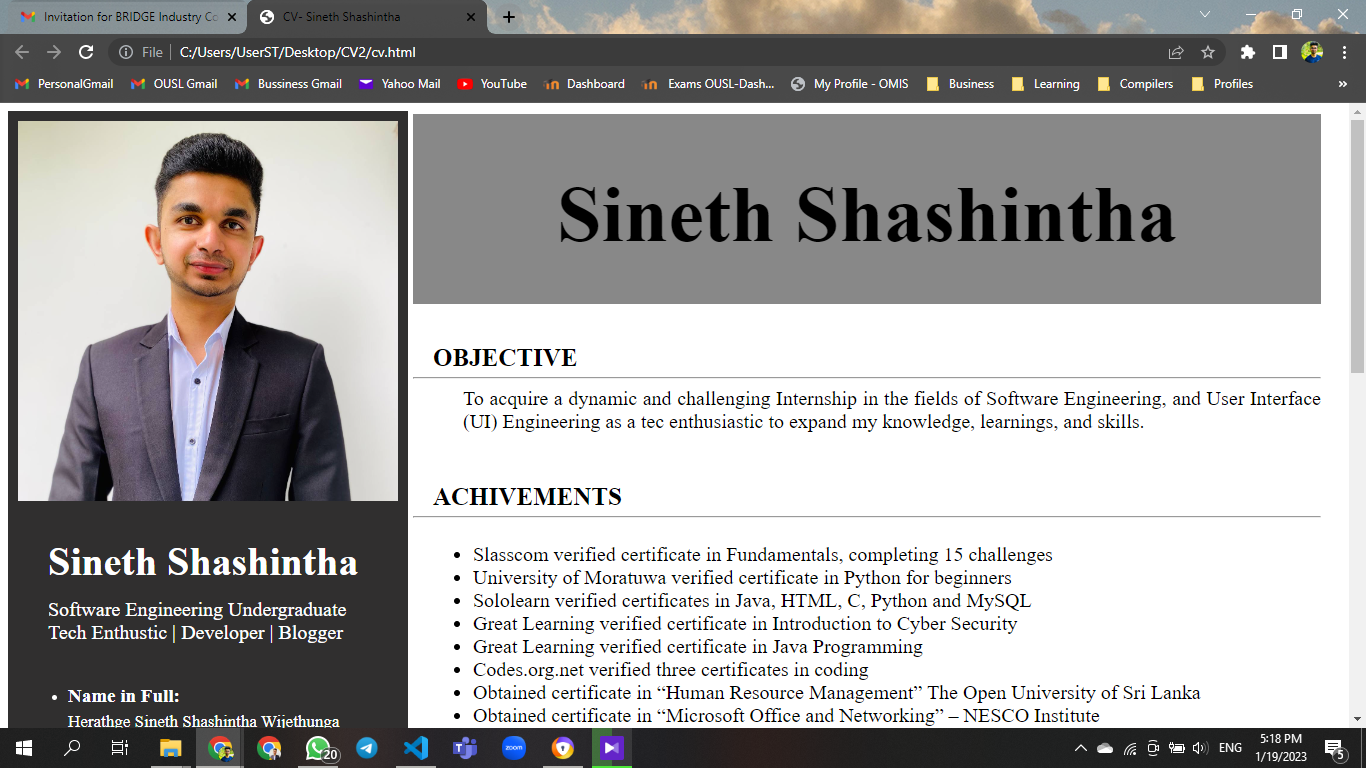 Invitation for BRIDGE Industry Co
CV- Sineth Shashintha
File
C:/Users/UserST/Desktop/CV2/cv.html
PersonalGmail
OUSL Gmail
Bussiness Gmail
Yahoo Mail
YouTube
Dashboard
Exams OUSL-Dash...
My Profile - OMIS
Business
Learning
Compilers
Profiles
»
Sineth Shashintha
Software Engineering Undergraduate
Tech Enthustic | Developer | Blogger
• Name in Full:
Herathge Sineth Shashintha Wijethunga
Sineth Shashintha
OBJECTIVE
To acquire a dynamic and challenging Internship in the fields of Software Engineering, and User Interface
(UI) Engineering as a tec enthusiastic to expand my knowledge, learnings, and skills.
ACHIVEMENTS
• Slasscom verified certificate in Fundamentals, completing 15 challenges
• University of Moratuwa verified certificate in Python for beginners
• Sololearn verified certificates in Java, HTML, C, Python and MySQL
• Great Learning verified certificate in Introduction to Cyber Security
• Great Learning verified certificate in Java Programming
• Codes.org.net verified three certificates in coding
• Obtained certificate in “Human Resource Management” The Open University of Sri Lanka
• Obtained certificate in “Microsoft Office and Networking” – NESCO Institute
20
zoom
ENG
5:18 PM
1/19/2023
5